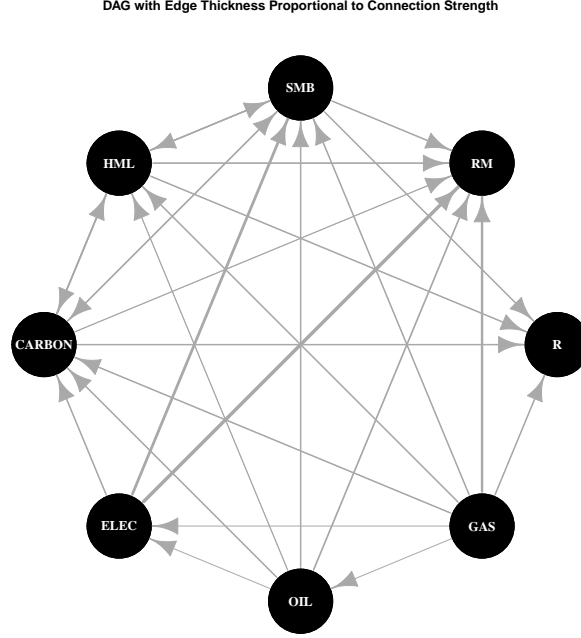 DAG with Edge Thickness Proportional to Connection Strength
SMB
HML
RM
CARBON
R
ELEC
GAS
OIL